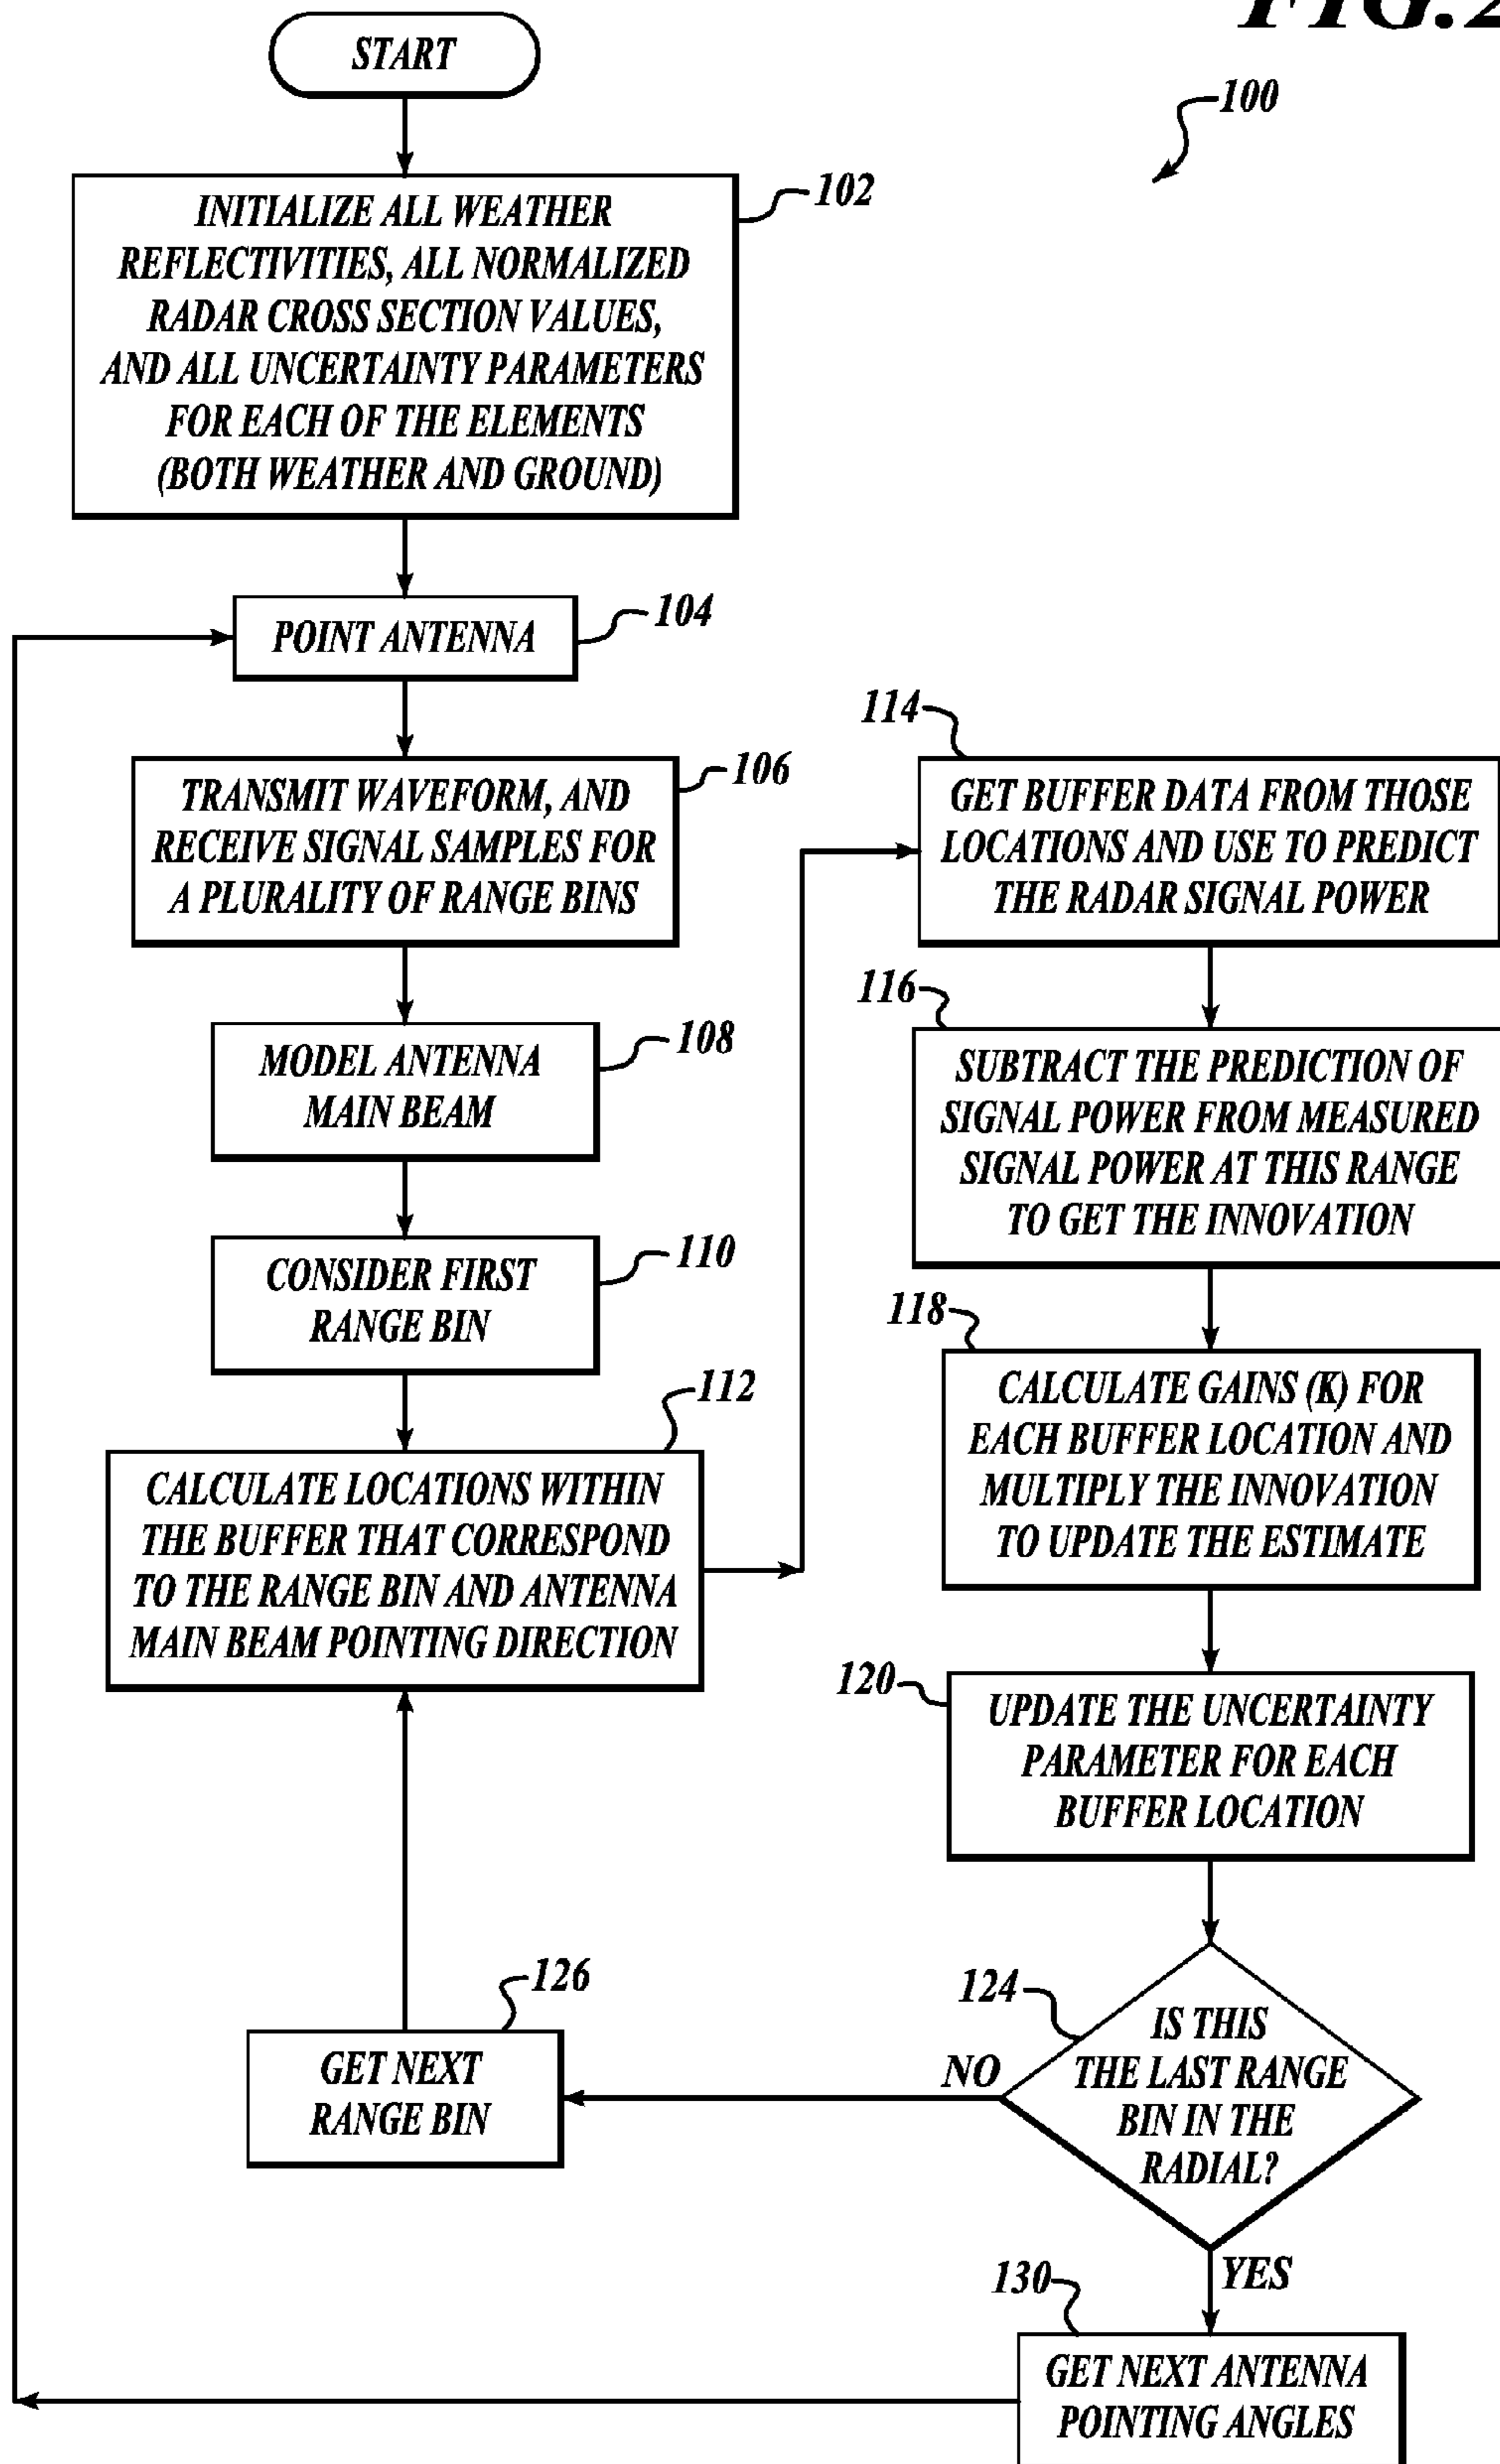 FIG.2
100
START
102
INITIALIZE ALL WEATHER
REFLECTIVITIES, ALL NORMALIZED
RADAR CROSS SECTION VALUES,
AND ALL UNCERTAINTY PARAMETERS
FOR EACH OF THE ELEMENTS
(BOTH WEATHER AND GROUND)
104
POINT ANTENNA
106
TRANSMIT WAVEFORM, AND
RECEIVE SIGNAL SAMPLES FOR
A PLURALITY OF RANGE BINS
108
MODEL ANTENNA
MAIN BEAM
110
CONSIDER FIRST
RANGE BIN
112
CALCULATE LOCATIONS WITHIN
THE BUFFER THAT CORRESPOND
TO THE RANGE BIN AND ANTENNA
MAIN BEAM POINTING DIRECTION
114
GET BUFFER DATA FROM THOSE
LOCATIONS AND USE TO PREDICT
THE RADAR SIGNAL POWER
116
SUBTRACT THE PREDICTION OF
SIGNAL POWER FROM MEASURED
SIGNAL POWER AT THIS RANGE
TO GET THE INNOVATION
118
CALCULATE GAINS (K) FOR
EACH BUFFER LOCATION AND
MULTIPLY THE INNOVATION
TO UPDATE THE ESTIMATE
120
UPDATE THE UNCERTAINTY
PARAMETER FOR EACH
BUFFER LOCATION
124
IS THIS
THE LAST RANGE
BIN IN THE
RADIAL?
NO
126
GET NEXT
RANGE BIN
YES
130
GET NEXT ANTENNA
POINTING ANGLES